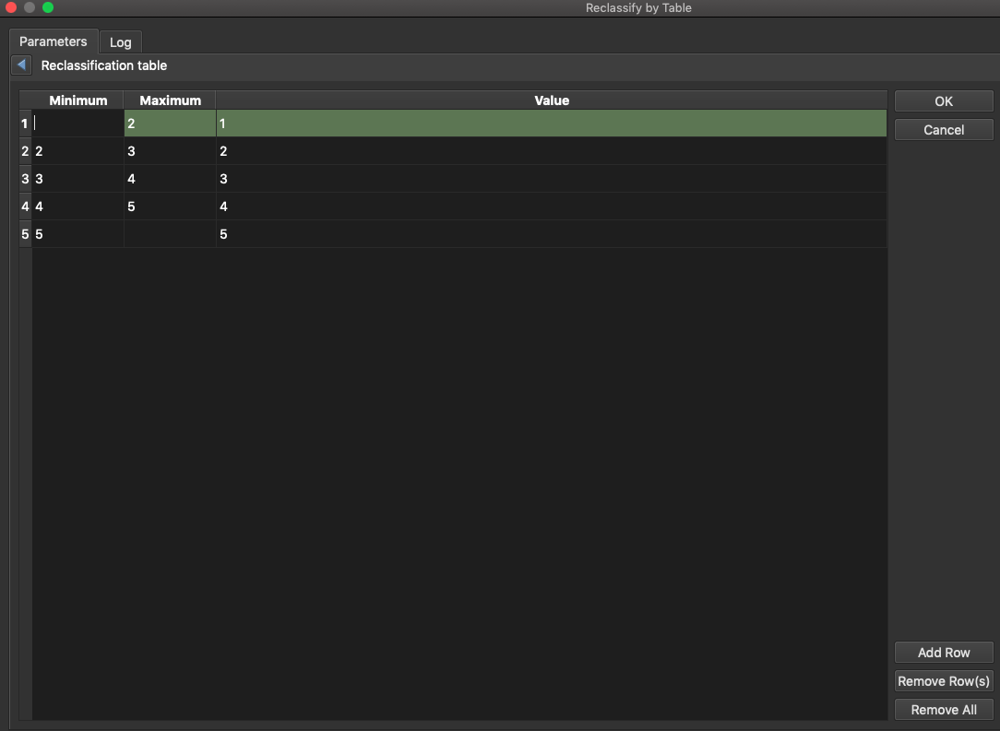 Reclassify by Table
Parameters Log
Reclassification table
Minimum Maximum Value
1 2 1
2 2 3 2
3 3 4 3
4 4 5 4
5 5 5
OK
Cancel
Add Row
Remove Row(s)
Remove All